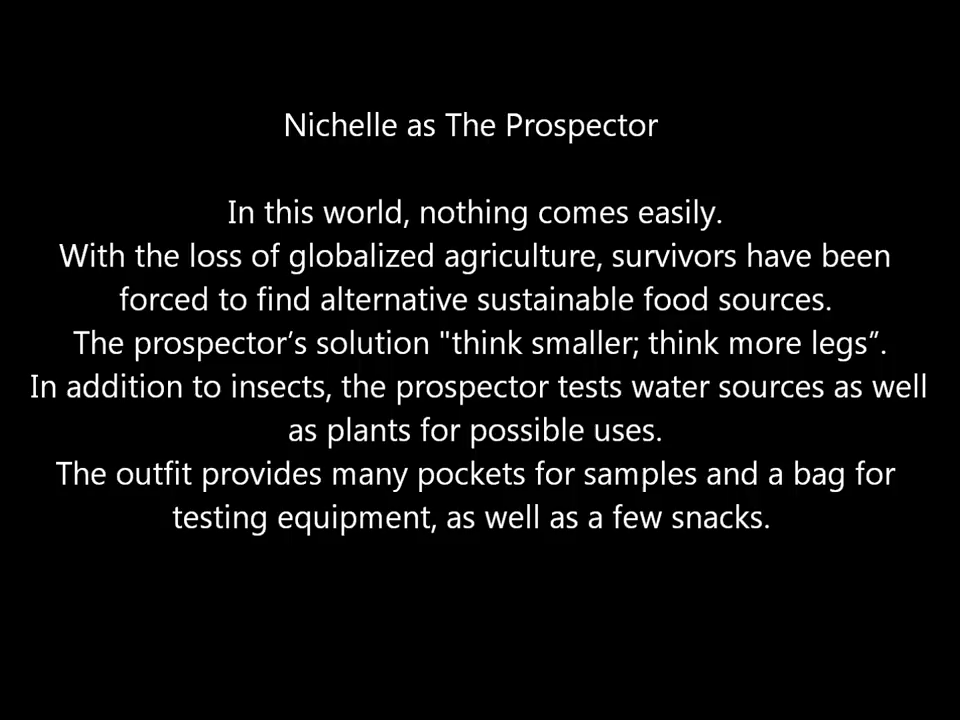 Nichelle as The Prospector
In this world, nothing comes easily.
With the loss of globalized agriculture, survivors have been
forced to find alternative sustainable food sources.
The prospector’s solution "think smaller; think more legs”.
In addition to insects, the prospector tests water sources as well
as plants for possible uses.
The outfit provides many pockets for samples and a bag for
testing equipment, as well as a few snacks.